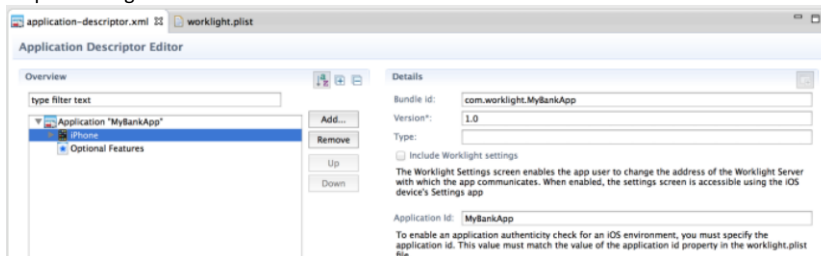 application-descriptor.xml
worklight.plist
Application Descriptor Editor
Overview
type filter text
Application "MyBankApp"
iPhone
Optional Features
Add...
Remove
Up
Down
Details
Bundle id:
com.worklight.MyBankApp
Version*:
1.0
Type:
Include Worklight settings
The Worklight Settings screen enables the app user to change the address of the Worklight Server
with which the app communicates. When enabled, the settings screen is accessible using the iOS
device's Settings app
Application Id:
MyBankApp
To enable an application authenticity check for an iOS environment, you must specify the
application id. This value must match the value of the application id property in the worklight.plist
file